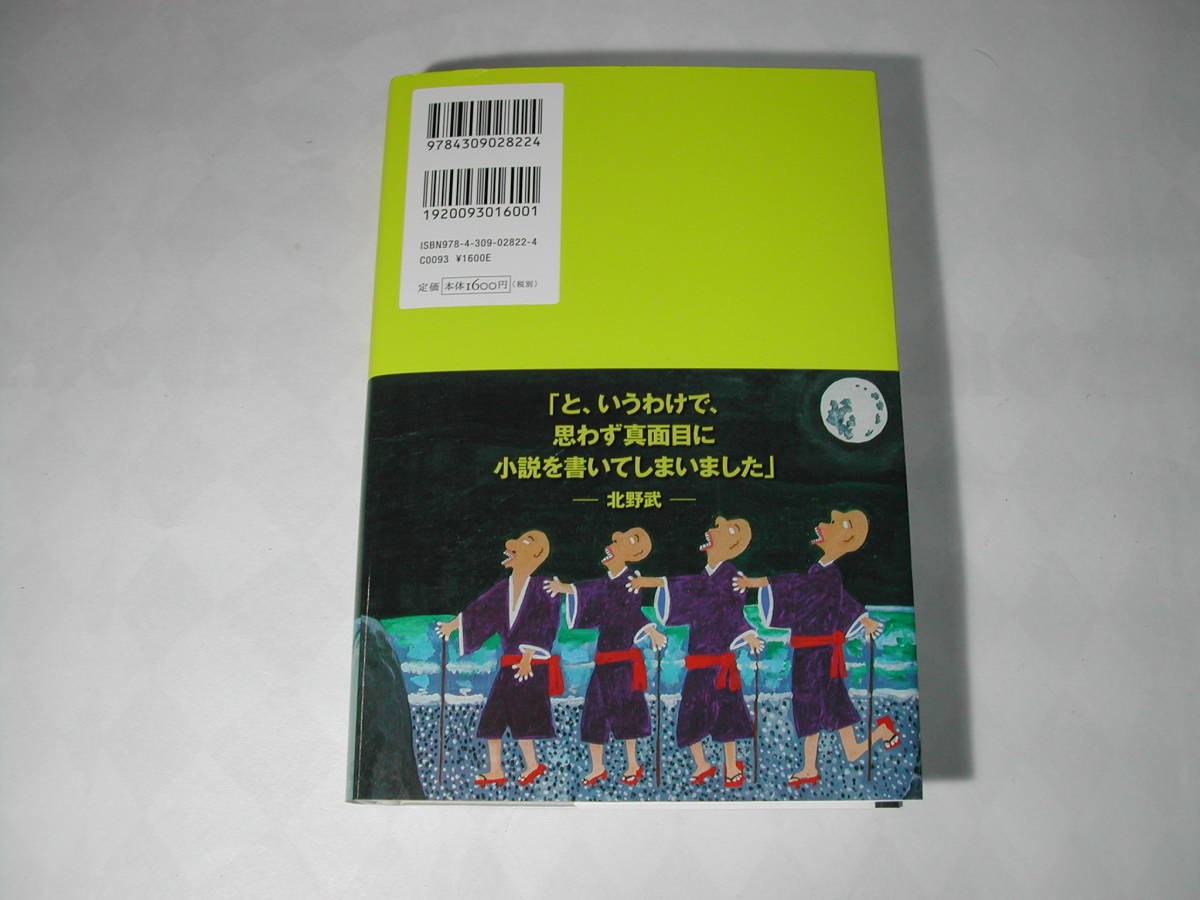 9784309028224
1920093016001
ISBN978-4-309-02822-4
C0093 ¥1600E
定価 本体1600円(税別)
「と、いうわけで、
思わず真面目に
小説を書いてしまいました」
― 北野武 ―